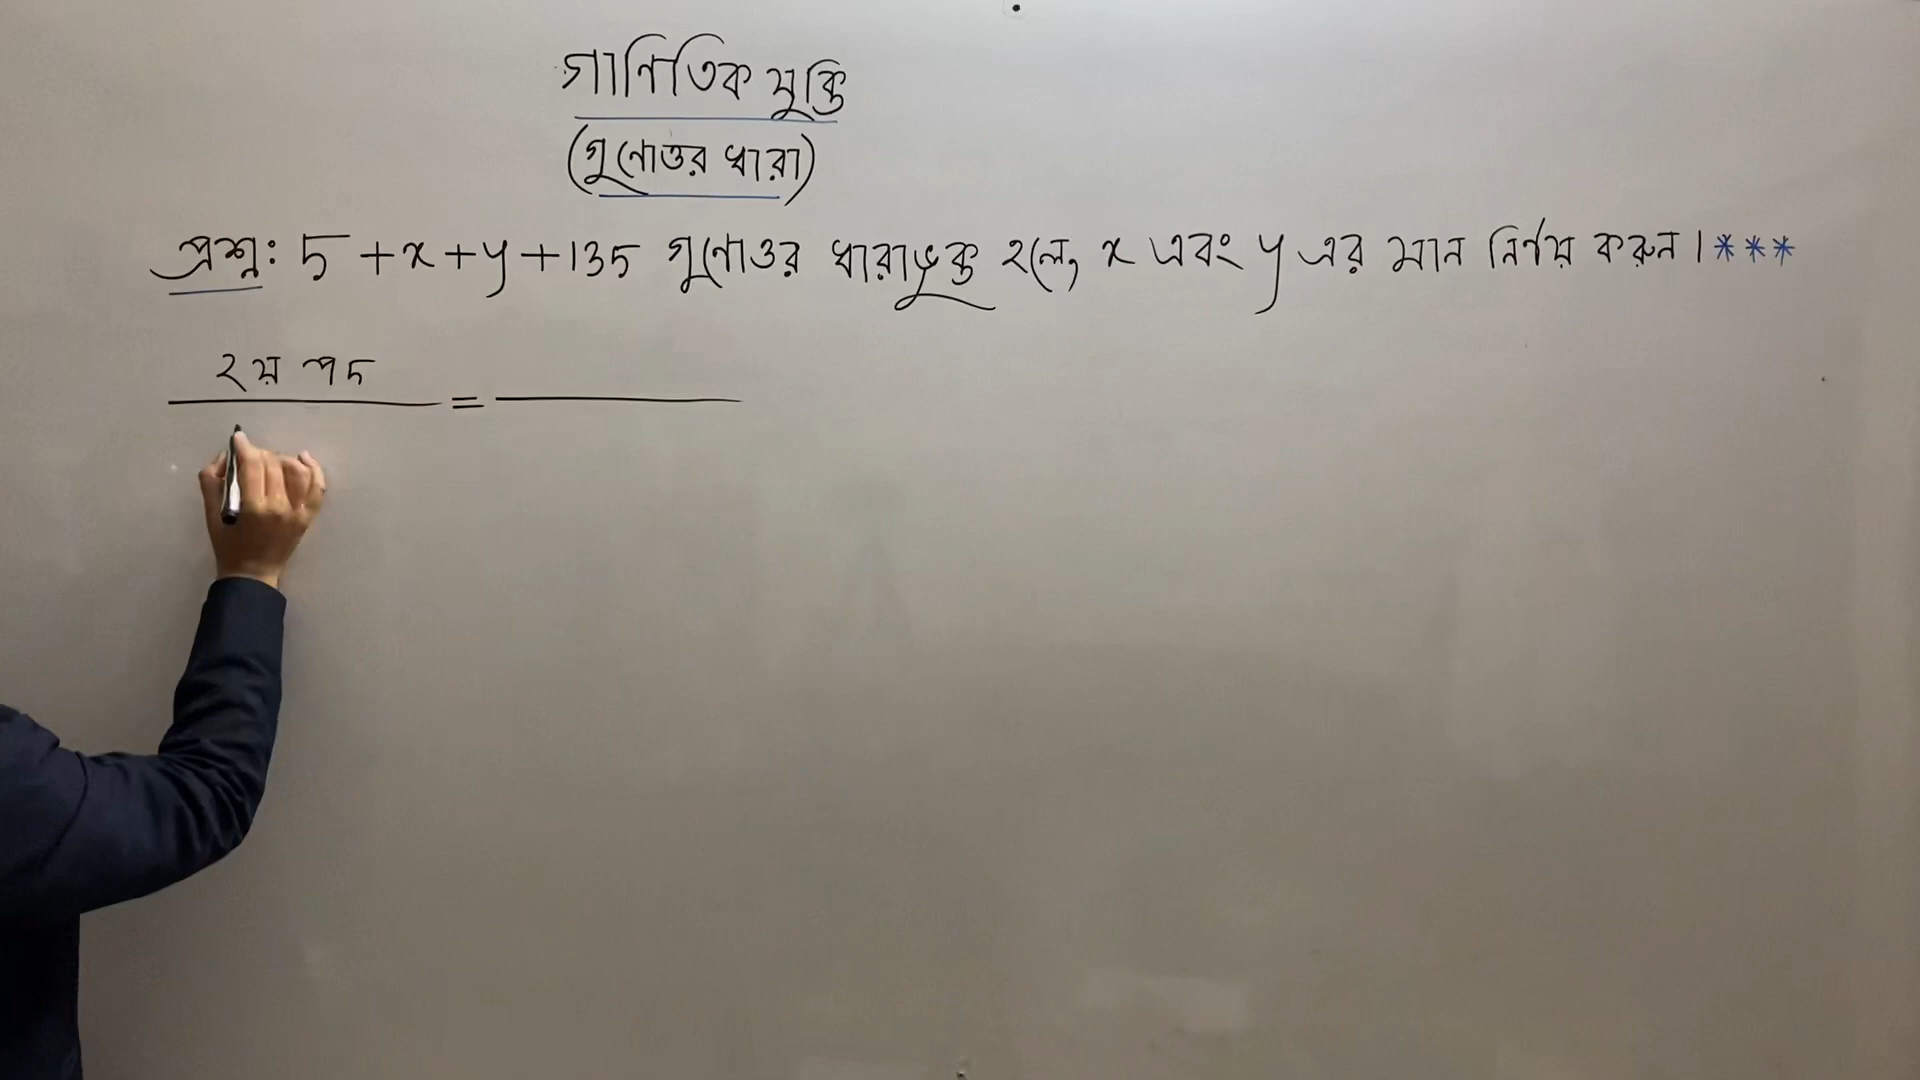 গাণিতিক যুক্তি
(গুনোত্তর ধারা)
প্রশ্ন: 5+x+y+135 গুনোত্তর ধারাভুক্ত হলে, x এবং y এর মান নির্ণয় করুন।***
২য় পদ
=